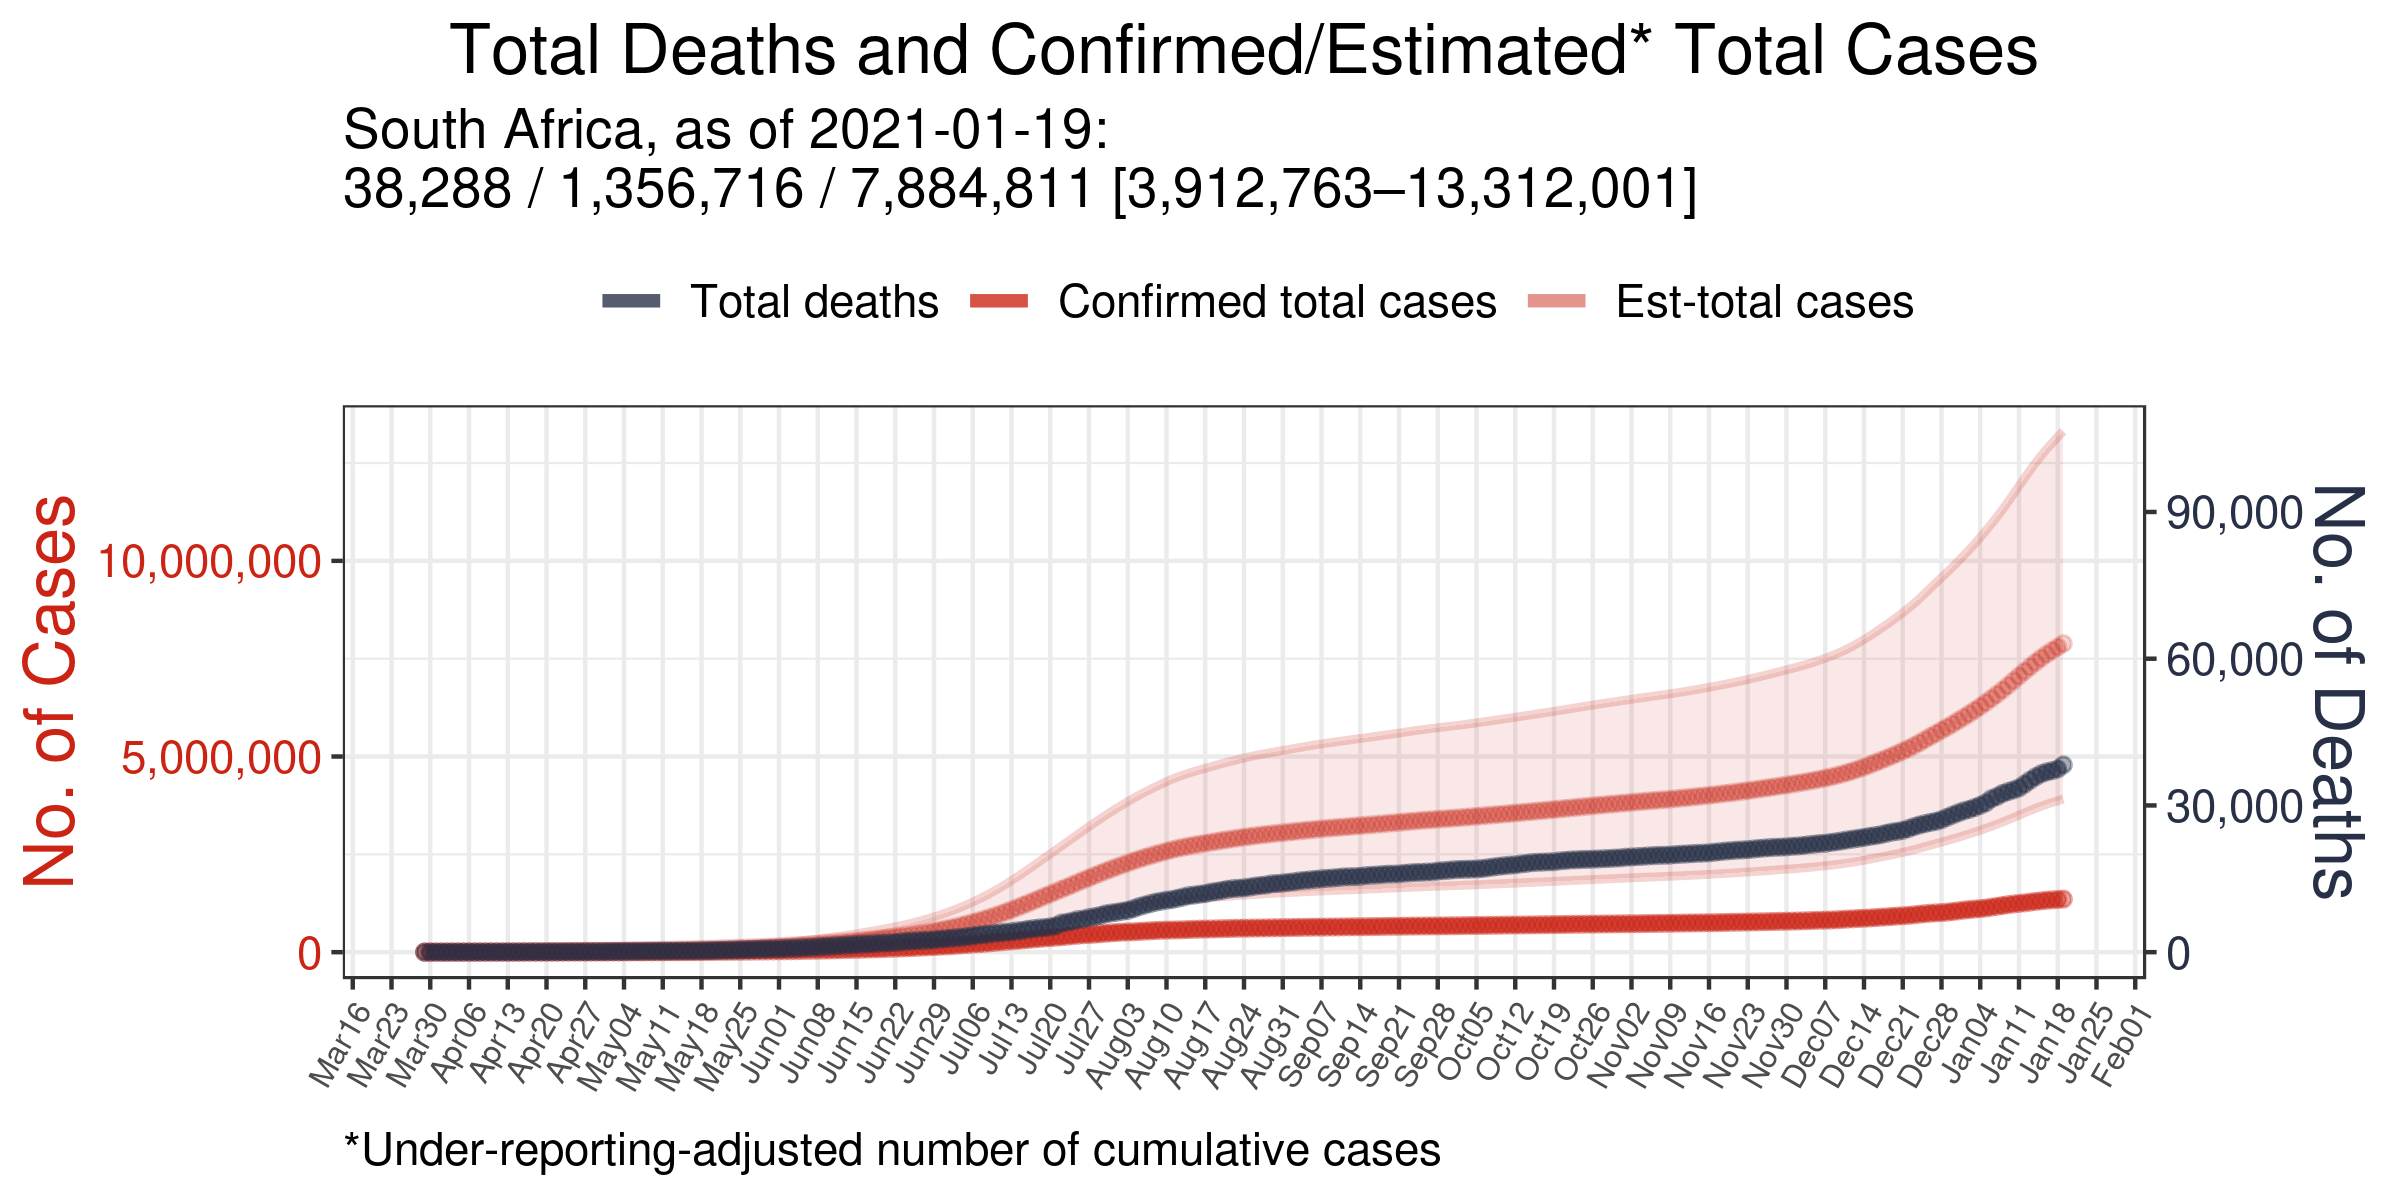 Total Deaths and Confirmed/Estimated* Total Cases
South Africa, as of 2021-01-19:
38,288 / 1,356,716 / 7,884,811 [3,912,763–13,312,001]
Total deaths Confirmed total cases Est-total cases
No. of Cases
10,000,000
5,000,000
0
90,000
60,000
30,000
0
No. of Deaths
Mar16 Mar23 Mar30 Apr06 Apr13 Apr20 Apr27 May04 May11 May18 May25 Jun01 Jun08 Jun15 Jun22 Jun29 Jul06 Jul13 Jul20 Jul27 Aug03 Aug10 Aug17 Aug24 Aug31 Sep07 Sep14 Sep21 Sep28 Oct05 Oct12 Oct19 Oct26 Nov02 Nov09 Nov16 Nov23 Nov30 Dec07 Dec14 Dec21 Dec28 Jan04 Jan11 Jan18 Jan25 Feb01
*Under-reporting-adjusted number of cumulative cases